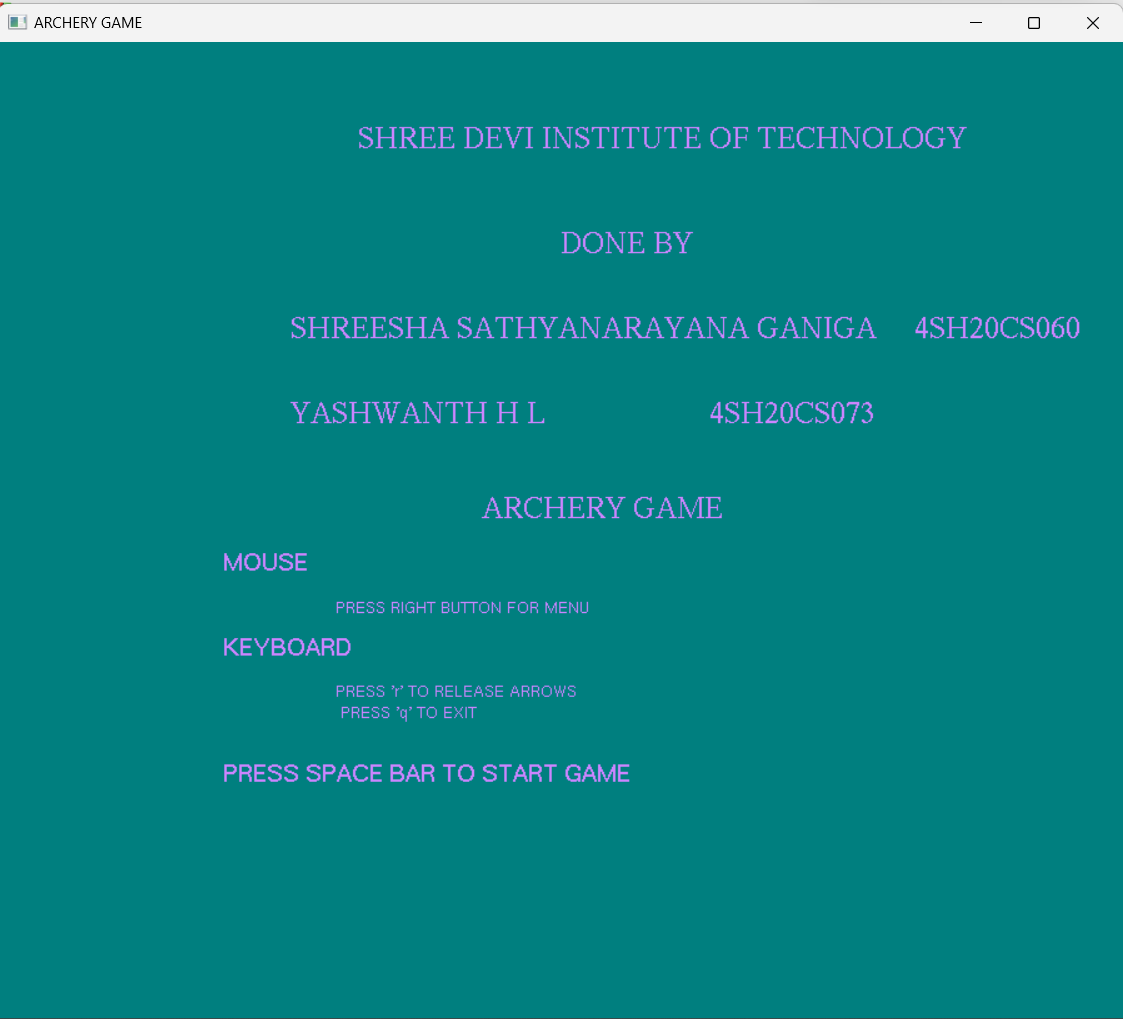 ARCHERY GAME
SHREE DEVI INSTITUTE OF TECHNOLOGY
DONE BY
SHREESHA SATHYANARAYANA GANIGA 4SH20CS060
YASHWANTH H L 4SH20CS073
ARCHERY GAME
MOUSE
PRESS RIGHT BUTTON FOR MENU
KEYBOARD
PRESS 'r' TO RELEASE ARROWS
PRESS 'q' TO EXIT
PRESS SPACE BAR TO START GAME